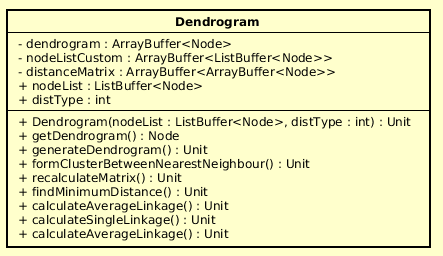 Dendrogram
- dendrogram : ArrayBuffer<Node>
- nodeListCustom : ArrayBuffer<ListBuffer<Node>>
- distanceMatrix : ArrayBuffer<ArrayBuffer<Node>>
+ nodeList : ListBuffer<Node>
+ distType : int
+ Dendrogram(nodeList : ListBuffer<Node>, distType : int) : Unit
+ getDendrogram() : Node
+ generateDendrogram() : Unit
+ formClusterBetweenNearestNeighbour() : Unit
+ recalculateMatrix() : Unit
+ findMinimumDistance() : Unit
+ calculateAverageLinkage() : Unit
+ calculateSingleLinkage() : Unit
+ calculateAverageLinkage() : Unit